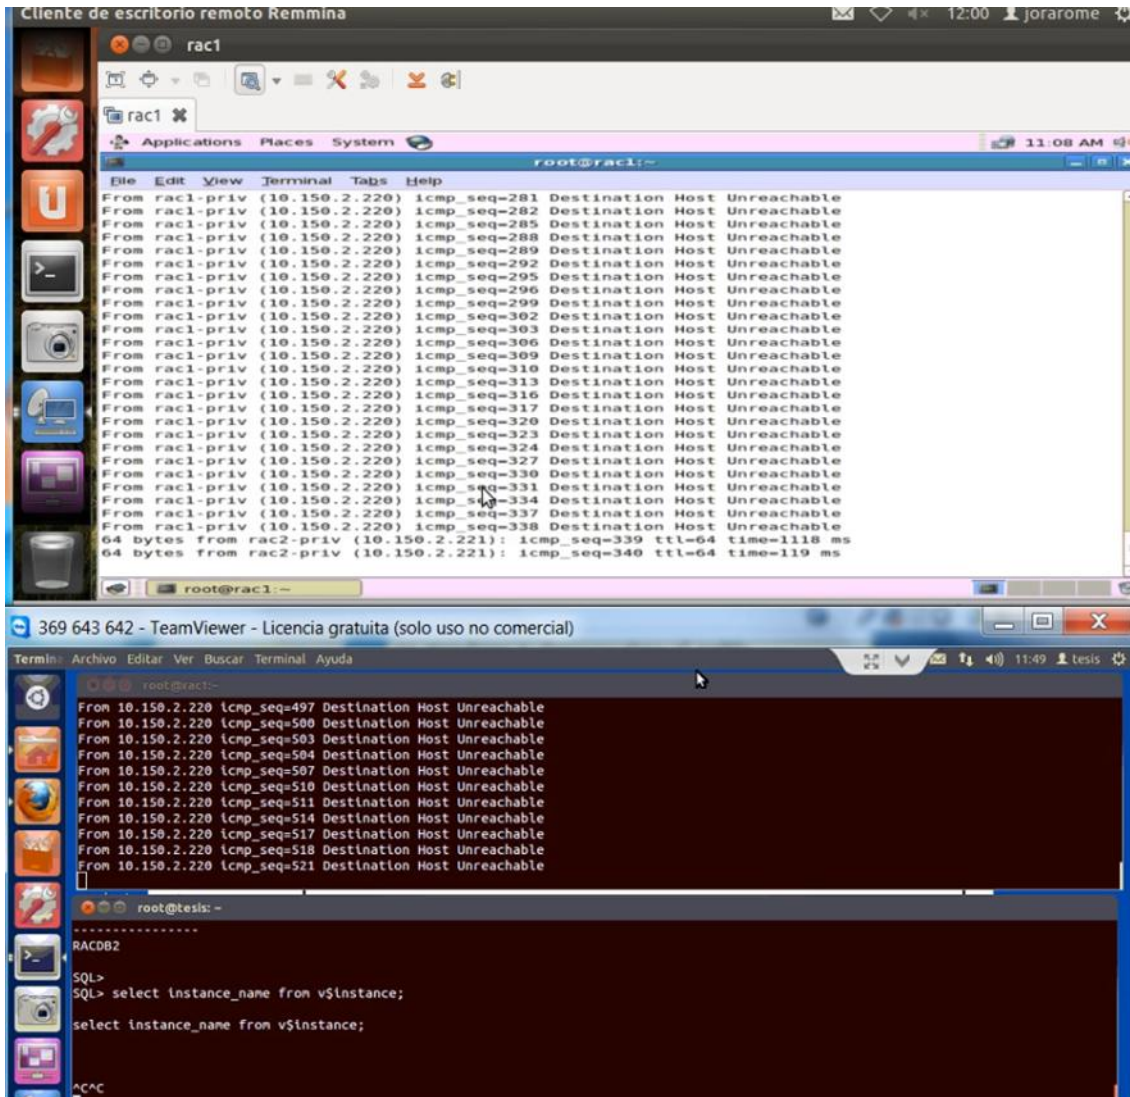 Cliente de escritorio remoto Remmina 12:00 jorarome
rac1
rac1
Applications Places System 11:08 AM
root@rac1:~
File Edit View Terminal Tabs Help
From rac1-priv (10.150.2.220) icmp_seq=281 Destination Host Unreachable
From rac1-priv (10.150.2.220) icmp_seq=282 Destination Host Unreachable
From rac1-priv (10.150.2.220) icmp_seq=285 Destination Host Unreachable
From rac1-priv (10.150.2.220) icmp_seq=288 Destination Host Unreachable
From rac1-priv (10.150.2.220) icmp_seq=289 Destination Host Unreachable
From rac1-priv (10.150.2.220) icmp_seq=292 Destination Host Unreachable
From rac1-priv (10.150.2.220) icmp_seq=295 Destination Host Unreachable
From rac1-priv (10.150.2.220) icmp_seq=296 Destination Host Unreachable
From rac1-priv (10.150.2.220) icmp_seq=299 Destination Host Unreachable
From rac1-priv (10.150.2.220) icmp_seq=302 Destination Host Unreachable
From rac1-priv (10.150.2.220) icmp_seq=303 Destination Host Unreachable
From rac1-priv (10.150.2.220) icmp_seq=306 Destination Host Unreachable
From rac1-priv (10.150.2.220) icmp_seq=309 Destination Host Unreachable
From rac1-priv (10.150.2.220) icmp_seq=310 Destination Host Unreachable
From rac1-priv (10.150.2.220) icmp_seq=313 Destination Host Unreachable
From rac1-priv (10.150.2.220) icmp_seq=316 Destination Host Unreachable
From rac1-priv (10.150.2.220) icmp_seq=317 Destination Host Unreachable
From rac1-priv (10.150.2.220) icmp_seq=320 Destination Host Unreachable
From rac1-priv (10.150.2.220) icmp_seq=323 Destination Host Unreachable
From rac1-priv (10.150.2.220) icmp_seq=324 Destination Host Unreachable
From rac1-priv (10.150.2.220) icmp_seq=327 Destination Host Unreachable
From rac1-priv (10.150.2.220) icmp_seq=330 Destination Host Unreachable
From rac1-priv (10.150.2.220) icmp_seq=331 Destination Host Unreachable
From rac1-priv (10.150.2.220) icmp_seq=334 Destination Host Unreachable
From rac1-priv (10.150.2.220) icmp_seq=337 Destination Host Unreachable
From rac1-priv (10.150.2.220) icmp_seq=338 Destination Host Unreachable
64 bytes from rac2-priv (10.150.2.221): icmp_seq=339 ttl=64 time=1118 ms
64 bytes from rac2-priv (10.150.2.221): icmp_seq=340 ttl=64 time=119 ms
root@rac1:~
369 643 642 - TeamViewer - Licencia gratuita (solo uso no comercial)
Termin Archivo Editar Ver Buscar Terminal Ayuda 11:49 tesis
root@rac1:~
From 10.150.2.220 icmp_seq=497 Destination Host Unreachable
From 10.150.2.220 icmp_seq=500 Destination Host Unreachable
From 10.150.2.220 icmp_seq=503 Destination Host Unreachable
From 10.150.2.220 icmp_seq=504 Destination Host Unreachable
From 10.150.2.220 icmp_seq=507 Destination Host Unreachable
From 10.150.2.220 icmp_seq=510 Destination Host Unreachable
From 10.150.2.220 icmp_seq=511 Destination Host Unreachable
From 10.150.2.220 icmp_seq=514 Destination Host Unreachable
From 10.150.2.220 icmp_seq=517 Destination Host Unreachable
From 10.150.2.220 icmp_seq=518 Destination Host Unreachable
From 10.150.2.220 icmp_seq=521 Destination Host Unreachable
root@tesis: ~
----------------
RACDB2
SQL>
SQL> select instance_name from v$instance;
select instance_name from v$instance;
^C^C